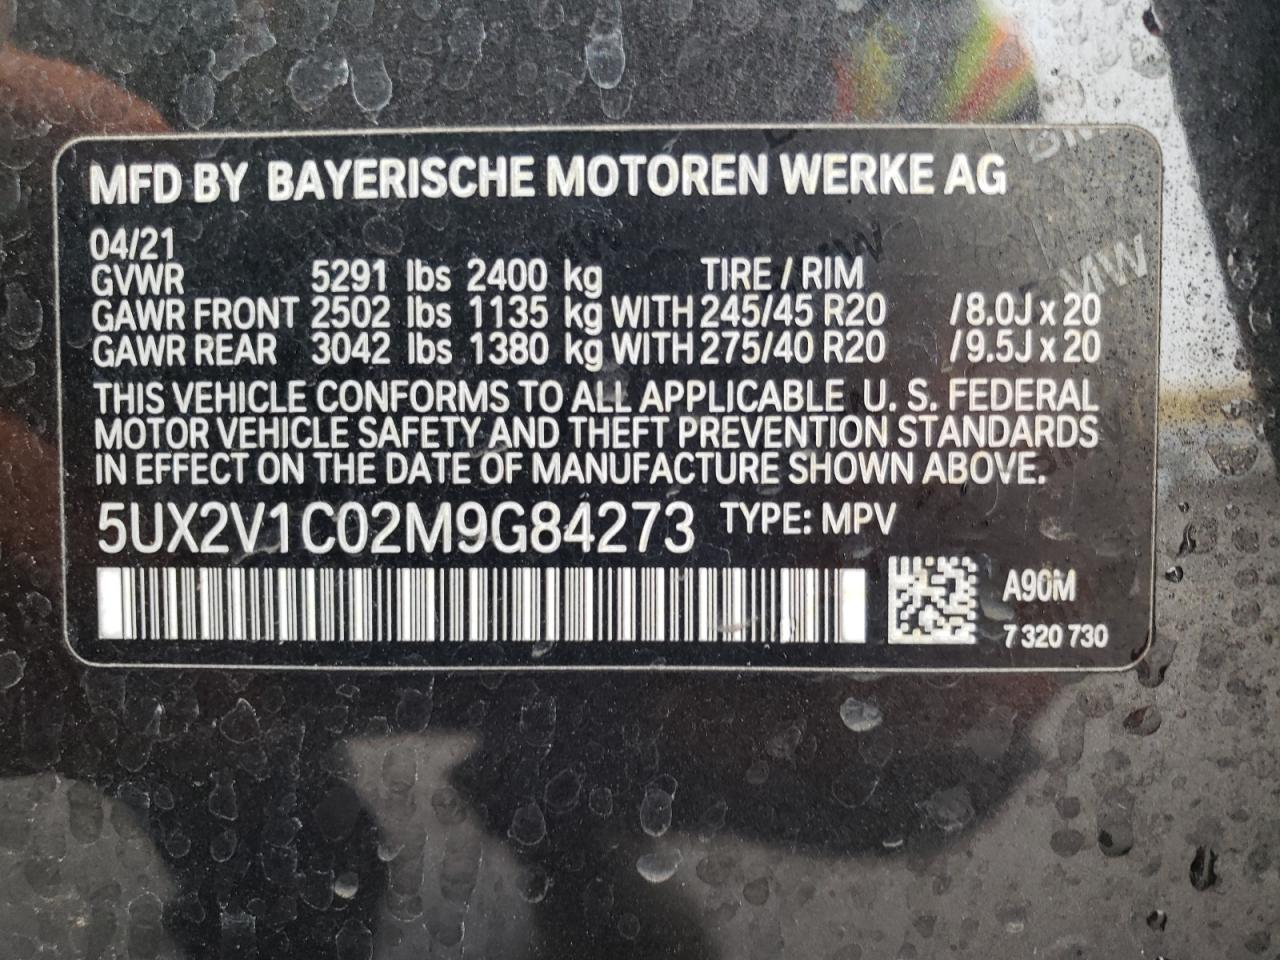 MFD BY BAYERISCHE MOTOREN WERKE AG
04/21
GVWR 5291 lbs 2400 kg TIRE / RIM
GAWR FRONT 2502 lbs 1135 kg WITH 245/45 R20 /8.0J x 20
GAWR REAR 3042 lbs 1380 kg WITH 275/40 R20 /9.5J x 20
THIS VEHICLE CONFORMS TO ALL APPLICABLE U. S. FEDERAL
MOTOR VEHICLE SAFETY AND THEFT PREVENTION STANDARDS
IN EFFECT ON THE DATE OF MANUFACTURE SHOWN ABOVE.
5UX2V1C02M9G84273 TYPE: MPV
A90M
7 320 730
BMW